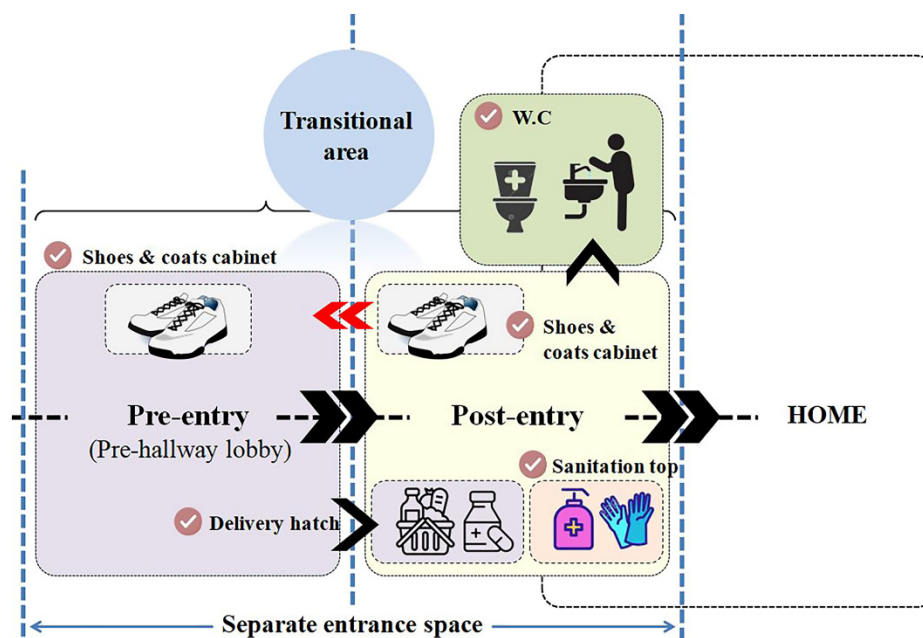 Transitional
area
W.C
Shoes & coats cabinet
Shoes &
coats cabinet
Pre-entry
(Pre-hallway lobby)
Post-entry
HOME
Sanitation top
Delivery hatch
Separate entrance space